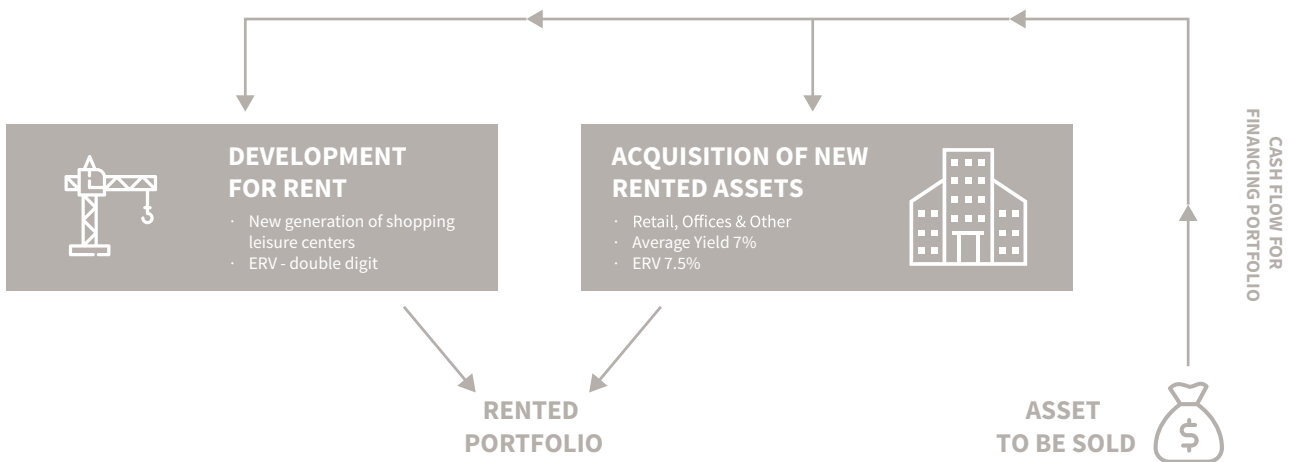 DEVELOPMENT
FOR RENT
· New generation of shopping
leisure centers
· ERV - double digit
ACQUISITION OF NEW
RENTED ASSETS
· Retail, Offices & Other
· Average Yield 7%
· ERV 7.5%
CASH FLOW FOR
FINANCING PORTFOLIO
RENTED
PORTFOLIO
ASSET
TO BE SOLD
$